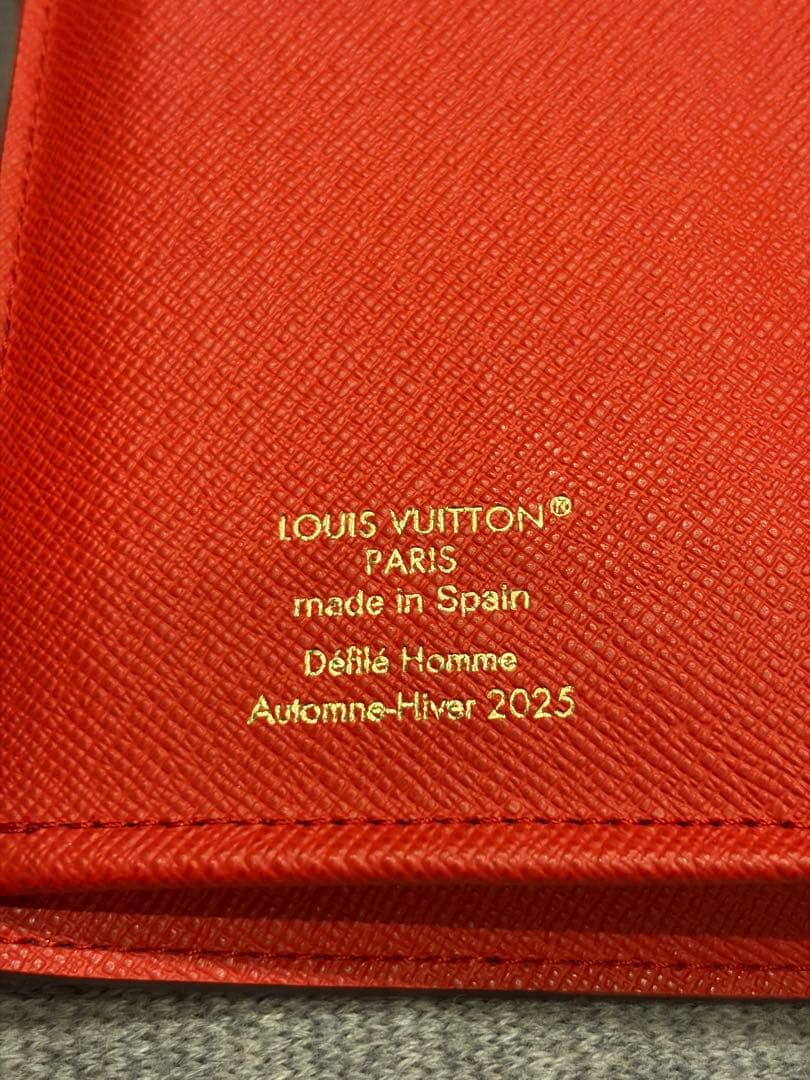 LOUIS VUITTON®
PARIS
made in Spain
Défilé Homme
Automne-Hiver 2025